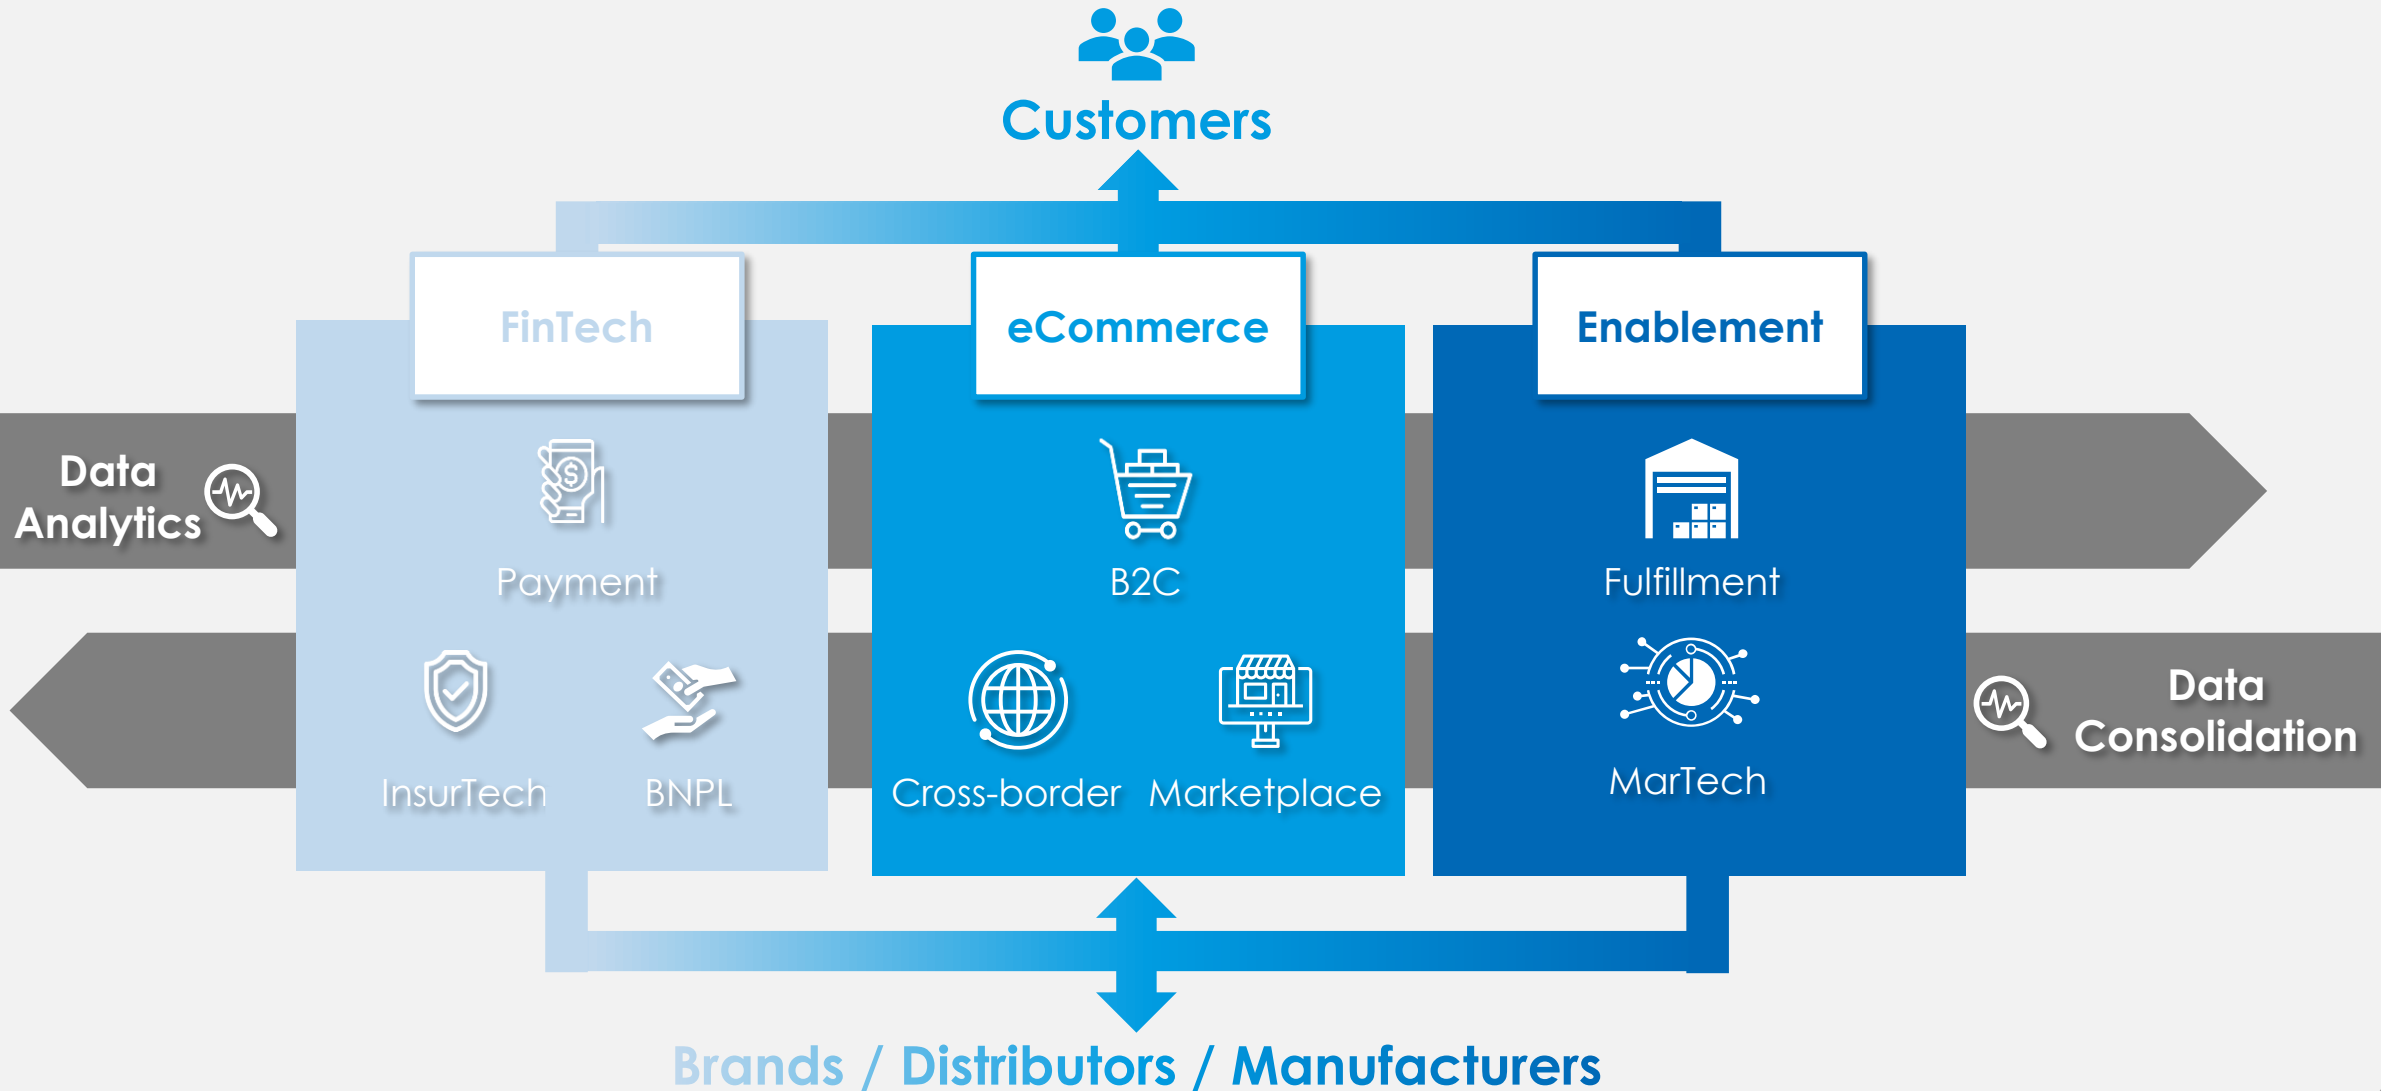 Customers
FinTech
eCommerce
Enablement
Data
Analytics
Payment
InsurTech
BNPL
B2C
Cross-border
Marketplace
Fulfillment
MarTech
Data
Consolidation
Brands / Distributors / Manufacturers